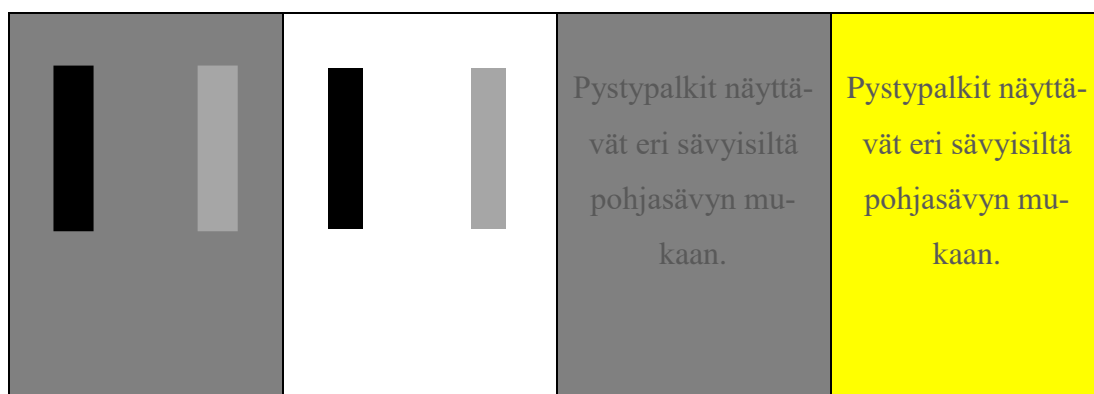 Pystypalkit näyttä-
vät eri sävyisiltä
pohjasävyn mu-
kaan.
Pystypalkit näyttä-
vät eri sävyisiltä
pohjasävyn mu-
kaan.